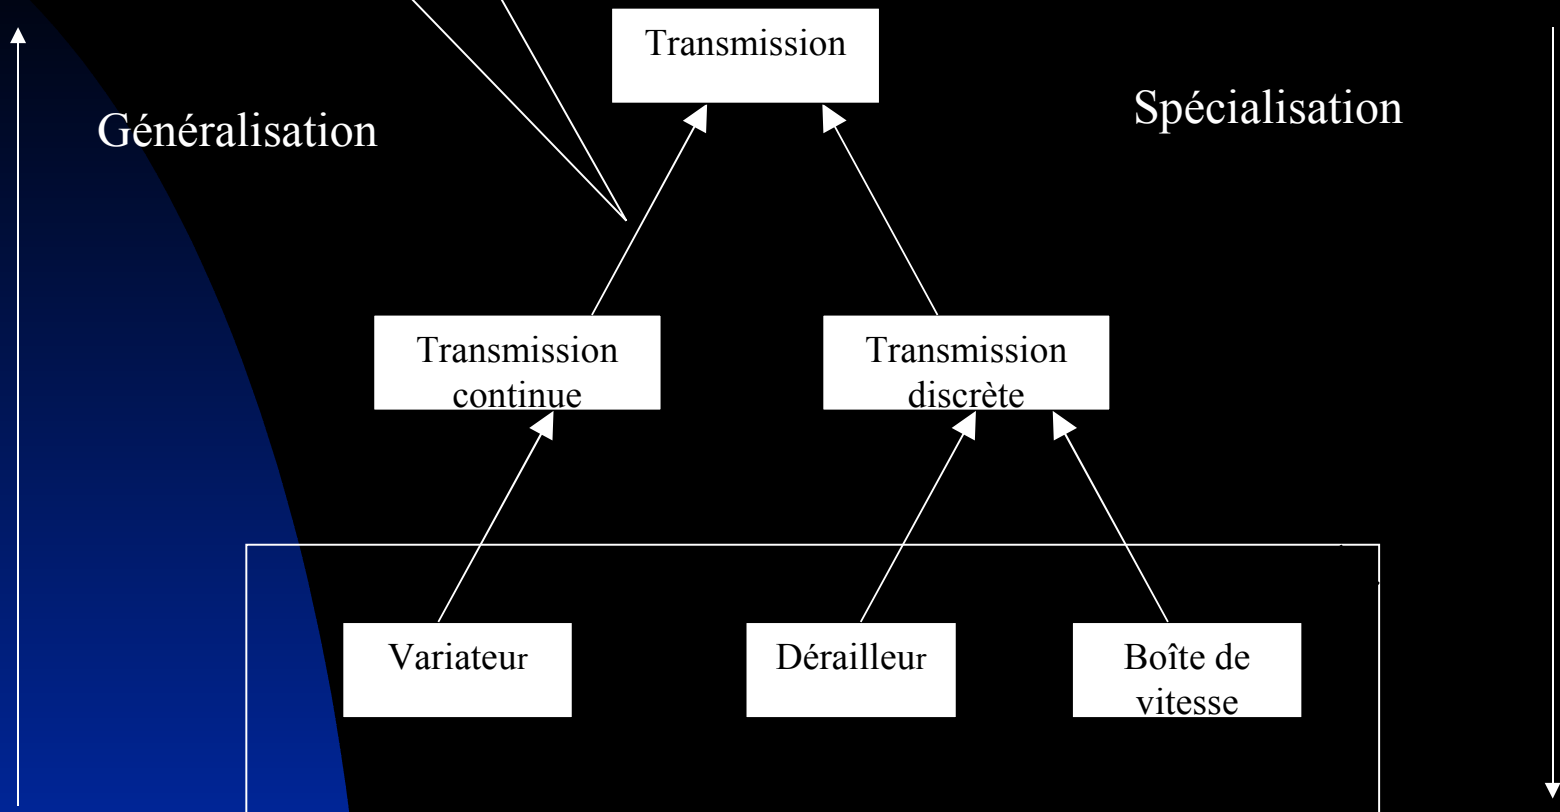 Transmission
Généralisation
Spécialisation
Transmission
continue
Transmission
discrète
Variateur
Dérailleur
Boîte de
vitesse